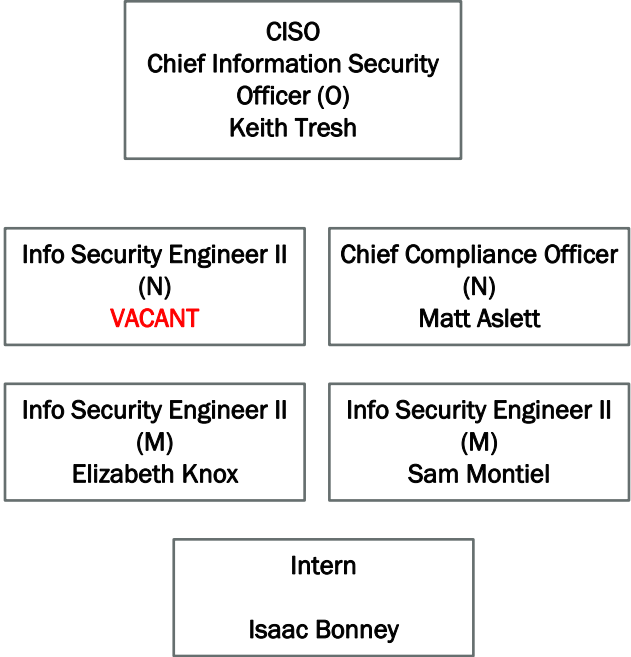 CISO
Chief Information Security
Officer (O)
Keith Tresh
Info Security Engineer II
(N)
VACANT
Chief Compliance Officer
(N)
Matt Aslett
Info Security Engineer II
(M)
Elizabeth Knox
Info Security Engineer II
(M)
Sam Montiel
Intern
Isaac Bonney